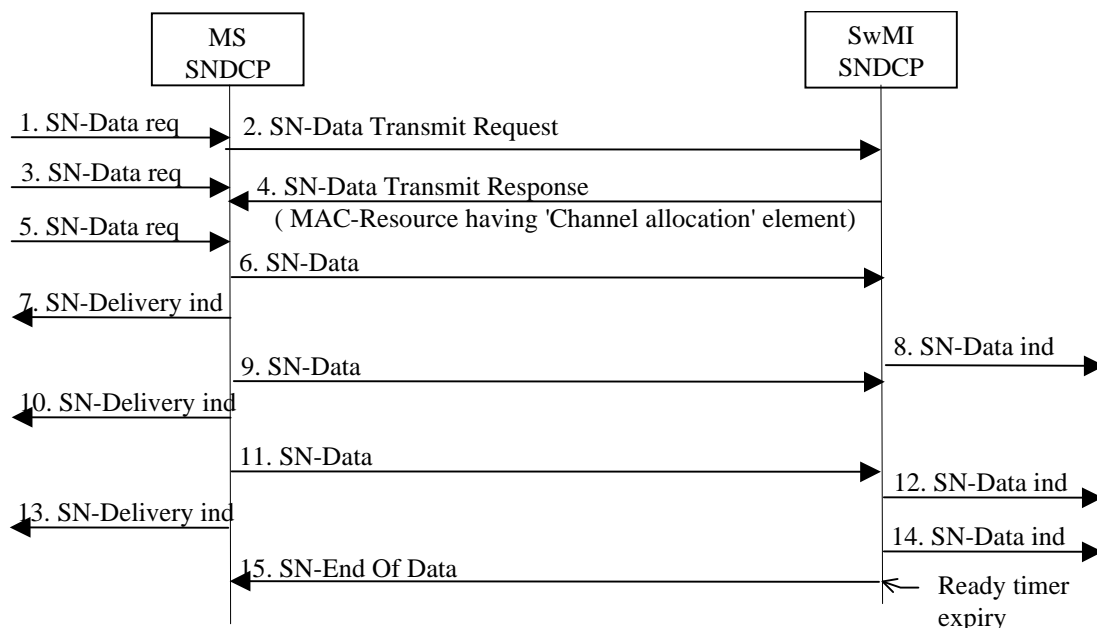 MS
SNDCP
SwMI
SNDCP
1. SN-Data req
2. SN-Data Transmit Request
3. SN-Data req
4. SN-Data Transmit Response
( MAC-Resource having 'Channel allocation' element)
5. SN-Data req
6. SN-Data
7. SN-Delivery ind
8. SN-Data ind
9. SN-Data
10. SN-Delivery ind
11. SN-Data
12. SN-Data ind
13. SN-Delivery ind
14. SN-Data ind
15. SN-End Of Data
Ready timer
expiry